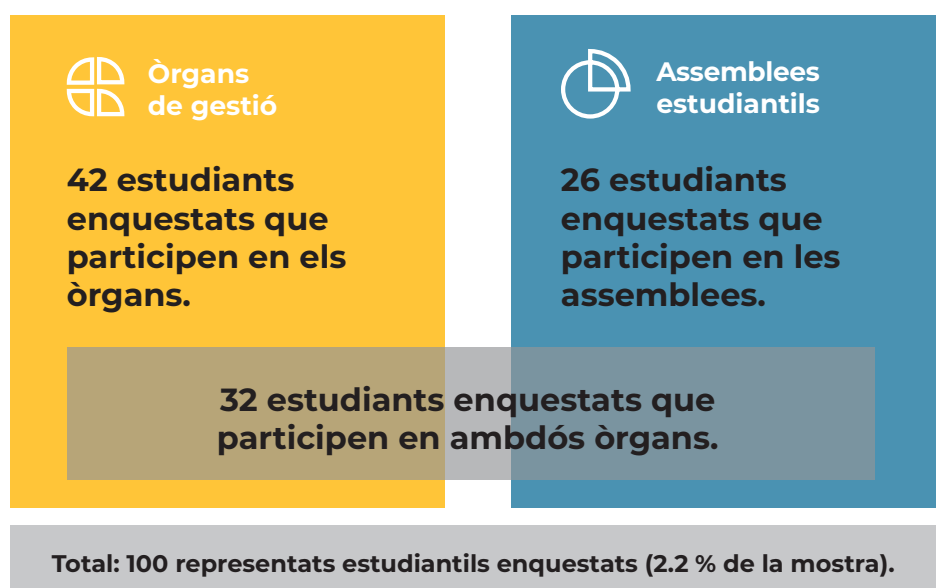 Òrgans
de gestió
42 estudiants
enquestats que
participen en els
òrgans.
Assemblees
estudiantils
26 estudiants
enquestats que
participen en les
assemblees.
32 estudiants enquestats que
participen en ambdós òrgans.
Total: 100 representats estudiantils enquestats (2.2 % de la mostra).